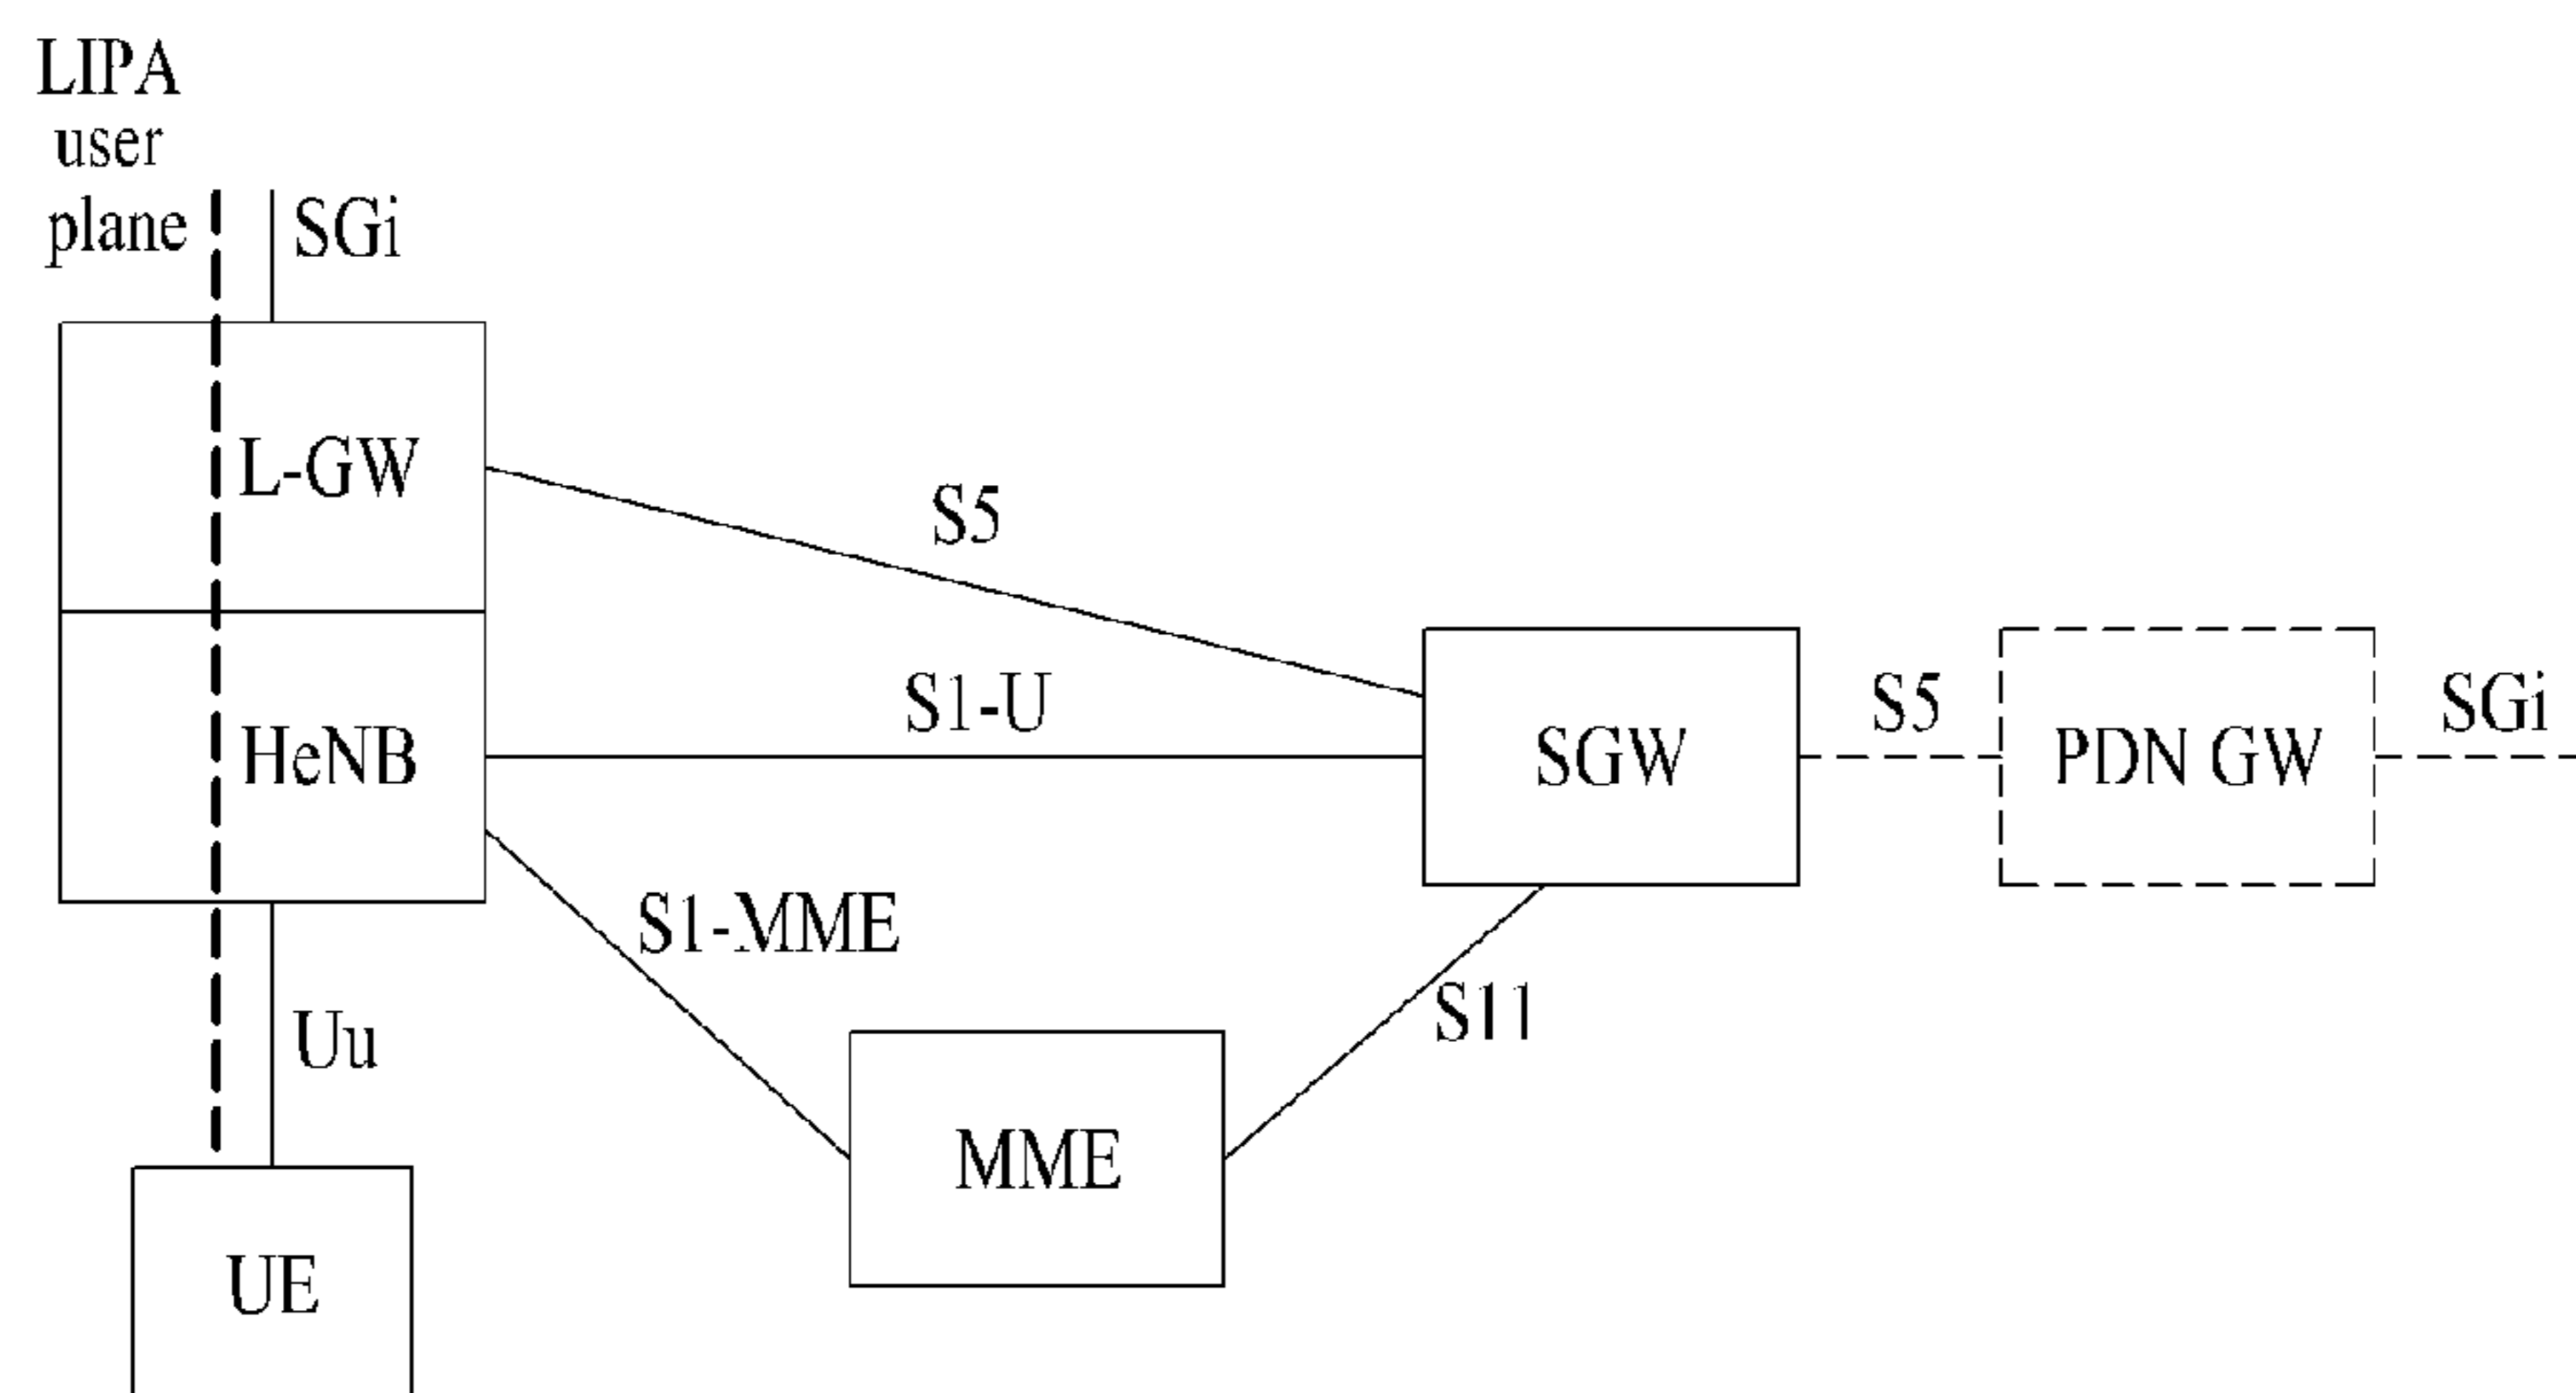 LIPA
user
plane
SGi
L-GW
S5
S1-U
HeNB
SGW
S5
PDN GW
SGi
S1-MME
S11
Uu
MME
UE